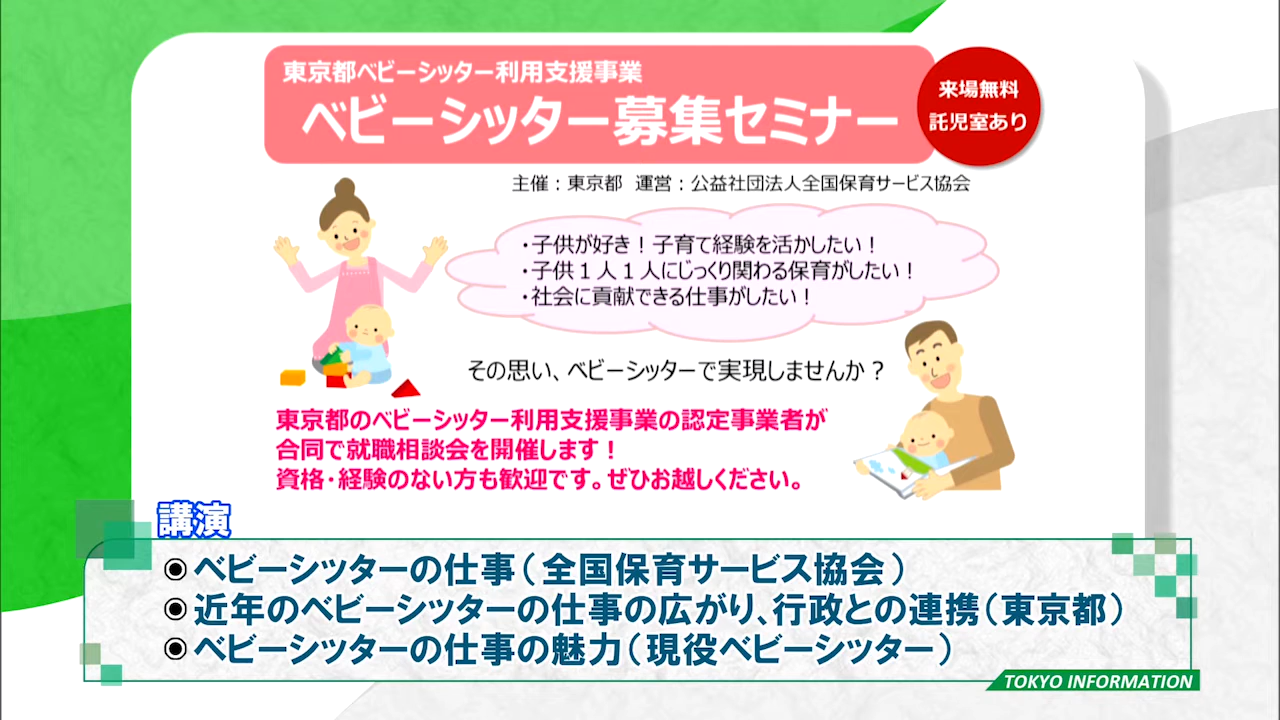 東京都ベビーシッター利用支援事業
ベビーシッター募集セミナー
来場無料
託児室あり
主催：東京都 運営：公益社団法人全国保育サービス協会
・子供が好き！子育て経験を活かしたい！
・子供１人１人にじっくり関わる保育がしたい！
・社会に貢献できる仕事がしたい！
その思い、ベビーシッターで実現しませんか？
東京都のベビーシッター利用支援事業の認定事業者が
合同で就職相談会を開催します！
資格・経験のない方も歓迎です。ぜひお越しください。
講演
◉ベビーシッターの仕事（全国保育サービス協会）
◉近年のベビーシッターの仕事の広がり、行政との連携（東京都）
◉ベビーシッターの仕事の魅力（現役ベビーシッター）
TOKYO INFORMATION